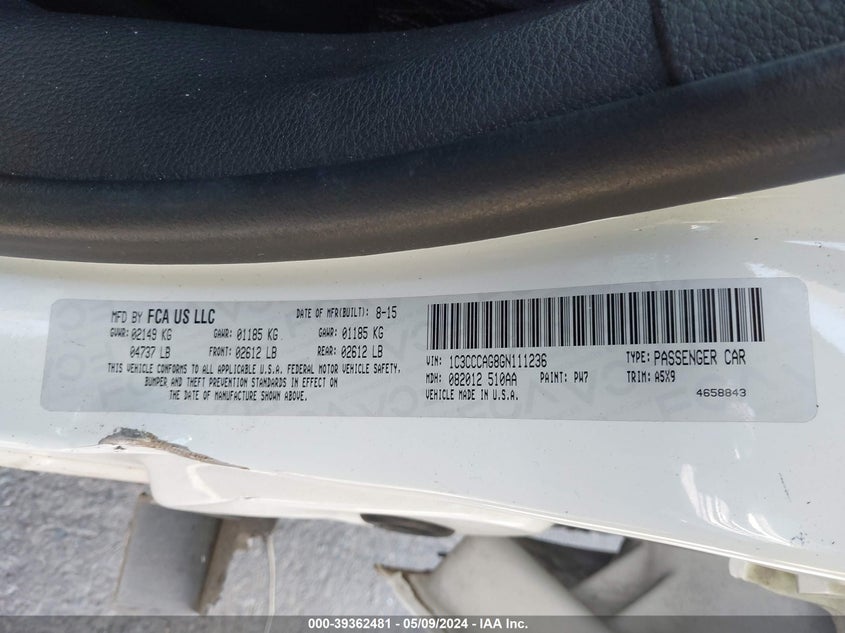 MFD BY FCA US LLC DATE OF MFR(BUILT): 8-15
GVWR: 02149 KG GAWR: 01185 KG GAWR: 01185 KG
04737 LB FRONT: 02612 LB REAR: 02612 LB
THIS VEHICLE CONFORMS TO ALL APPLICABLE U.S.A. FEDERAL MOTOR VEHICLE SAFETY,
BUMPER AND THEFT PREVENTION STANDARDS IN EFFECT ON
THE DATE OF MANUFACTURE SHOWN ABOVE.
VIN: 1C3CCCAG8GN111236 TYPE: PASSENGER CAR
MDH: 082012 510AA PAINT: PW7 TRIM: A5X9
VEHICLE MADE IN U.S.A. 4658843
000-39362481 - 05/09/2024 - IAA Inc.